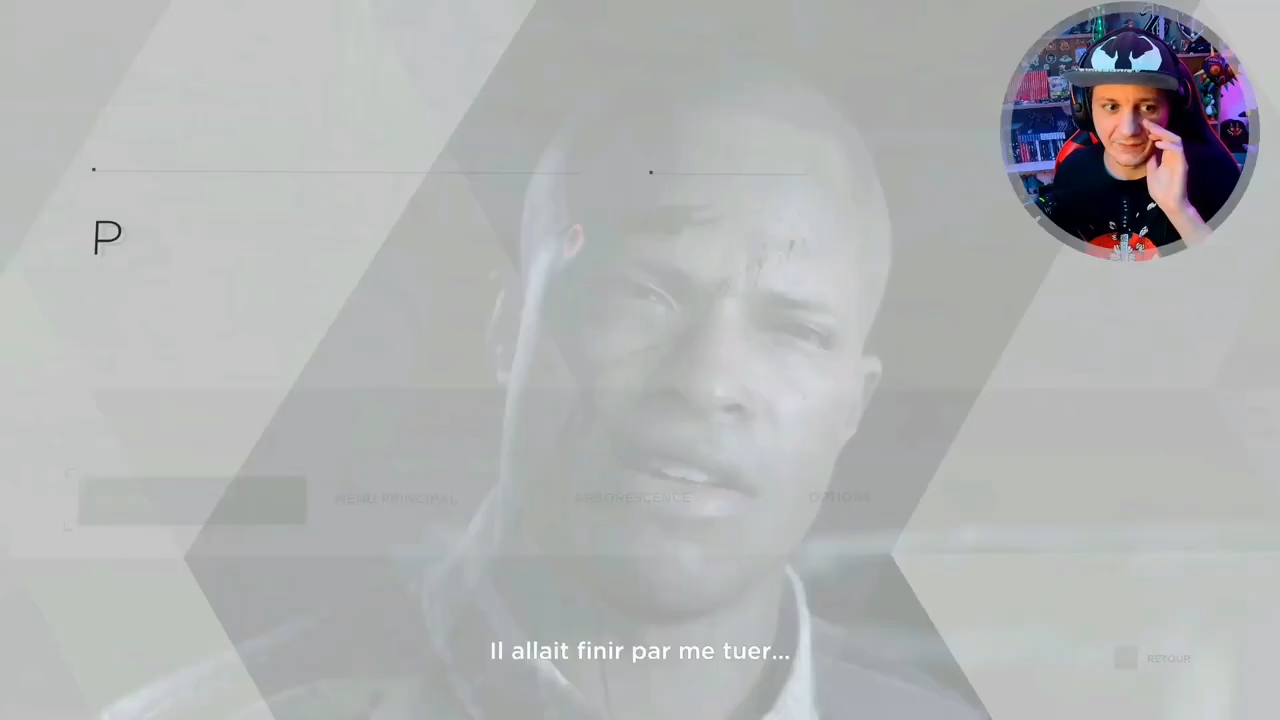 P
MENU PRINCIPAL
ARBORESCENCE
OPTIONS
Il allait finir par me tuer...
RETOUR